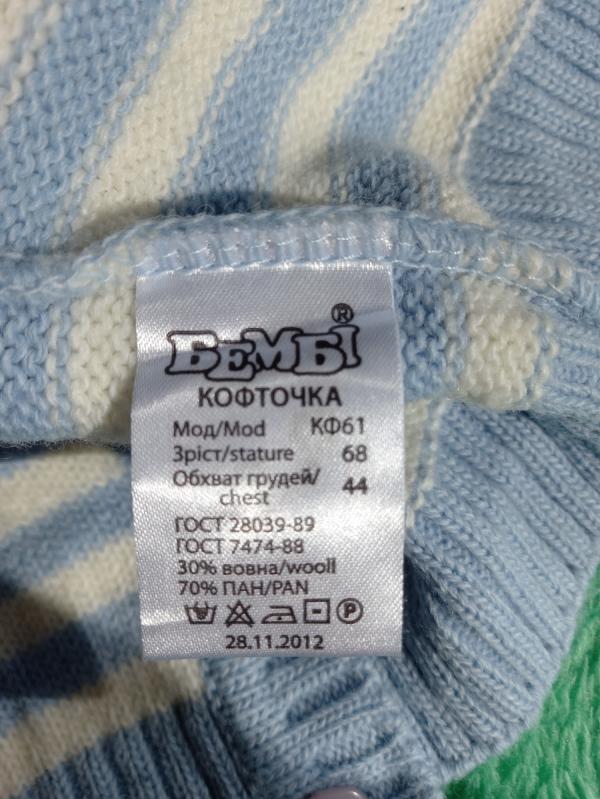 БЕМБІ®
КОФТОЧКА
Мод/Mod КФ61
Зріст/stature 68
Обхват грудей/
chest 44
ГОСТ 28039-89
ГОСТ 7474-88
30% вовна/wooll
70% ПАН/PAN
P
28.11.2012